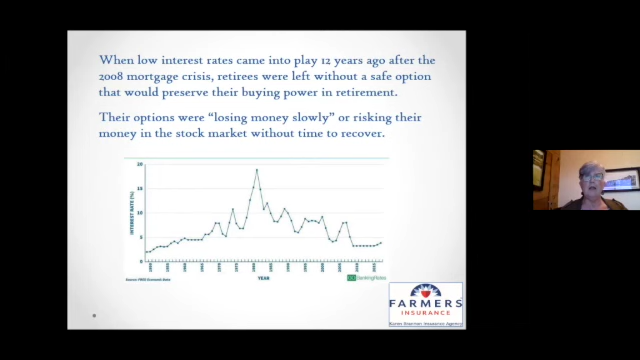 When low interest rates came into play 12 years ago after the
2008 mortgage crisis, retirees were left without a safe option
that would preserve their buying power in retirement.
Their options were “losing money slowly” or risking their
money in the stock market without time to recover.
INTEREST RATE (%)
20
15
10
5
0
YEAR
GOBankingRates
FARMERS
INSURANCE
Insurance Agency